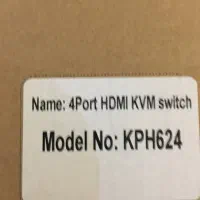 Name: 4Port HDMI KVM switch
Model No: KPH624